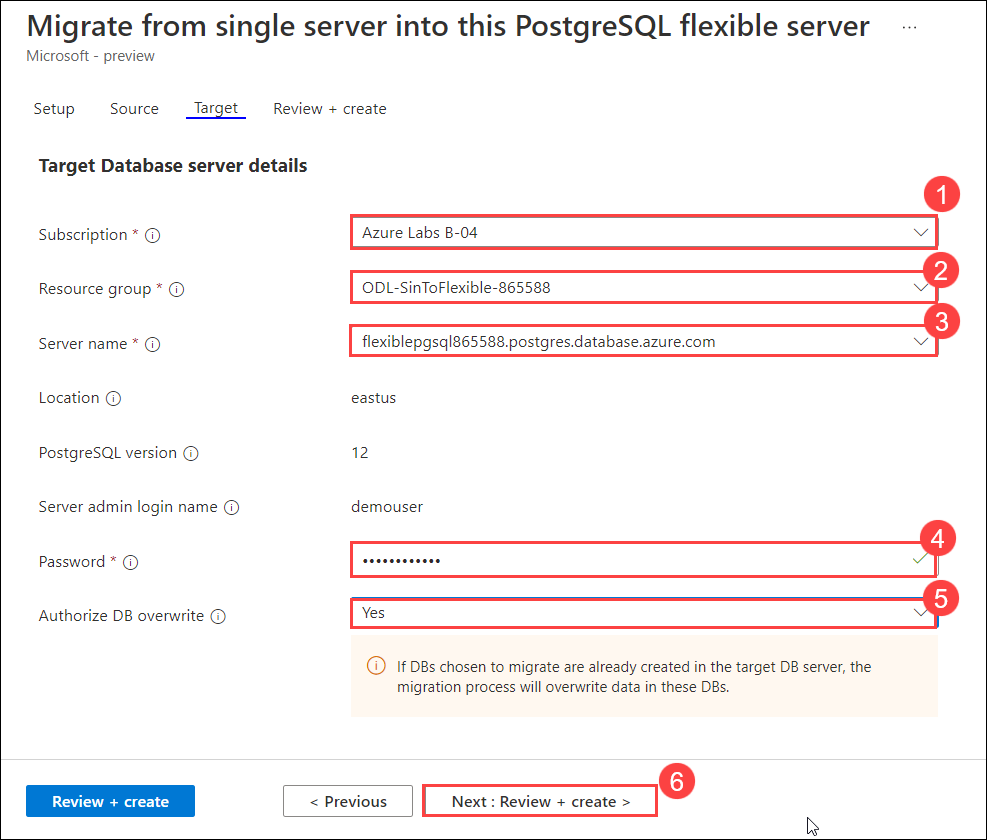 Migrate from single server into this PostgreSQL flexible server ...
Microsoft - preview
Setup Source Target Review + create
Target Database server details
1
Subscription * Azure Labs B-04
2
Resource group * ODL-SinToFlexible-865588
3
Server name * flexiblepgsql865588.postgres.database.azure.com
Location eastus
PostgreSQL version 12
Server admin login name demouser
4
Password * ••••••••••••
5
Authorize DB overwrite Yes
If DBs chosen to migrate are already created in the target DB server, the
migration process will overwrite data in these DBs.
6
Review + create < Previous Next : Review + create >